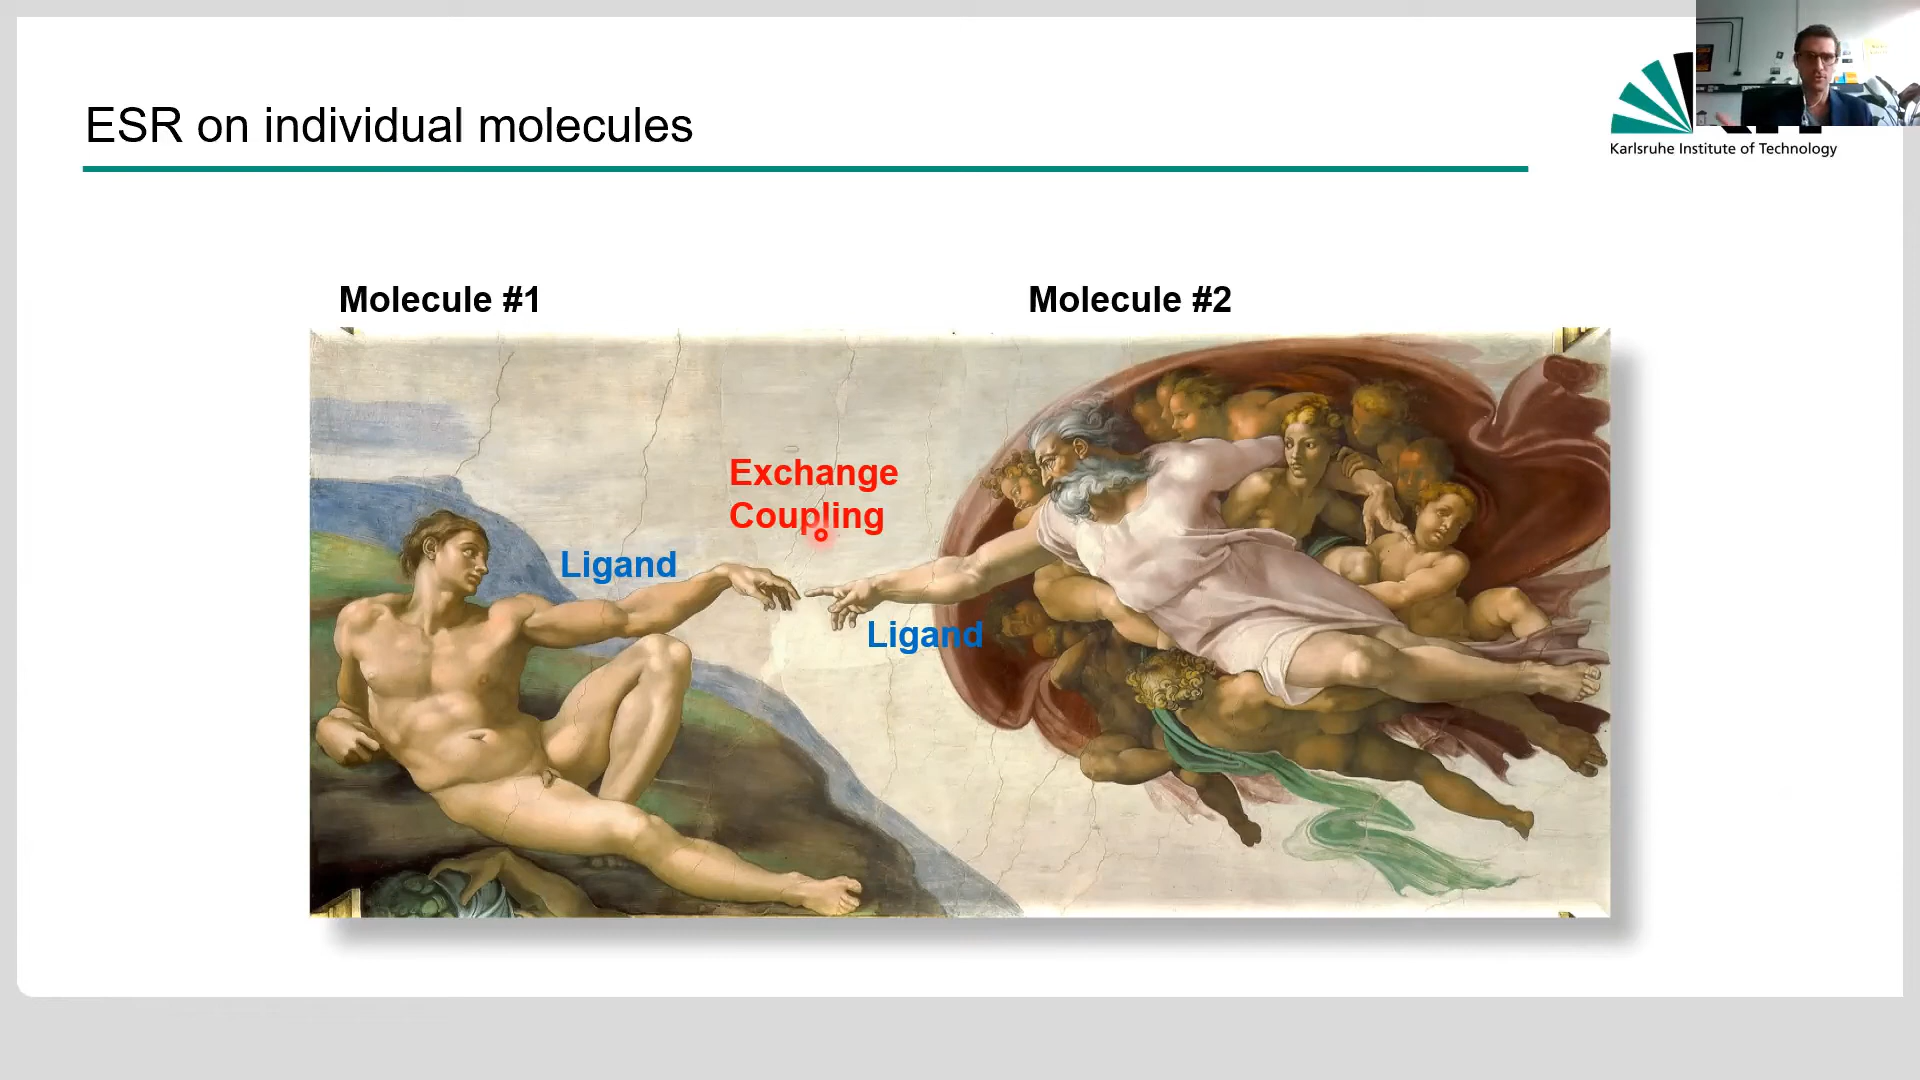 ESR on individual molecules
Karlsruhe Institute of Technology
Molecule #1
Molecule #2
Exchange
Coupling
Ligand
Ligand